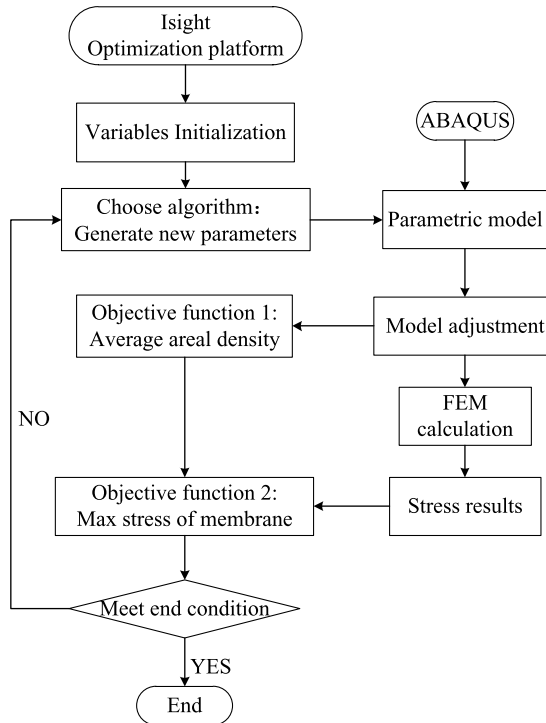 Isight
Optimization platform
Variables Initialization
ABAQUS
Choose algorithm：
Generate new parameters
Parametric model
Objective function 1:
Average areal density
Model adjustment
FEM
calculation
NO
Objective function 2:
Max stress of membrane
Stress results
Meet end condition
YES
End